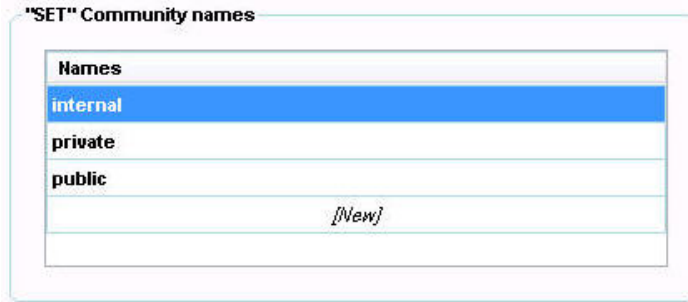 "SET" Community names
Names
internal
private
public
[New]